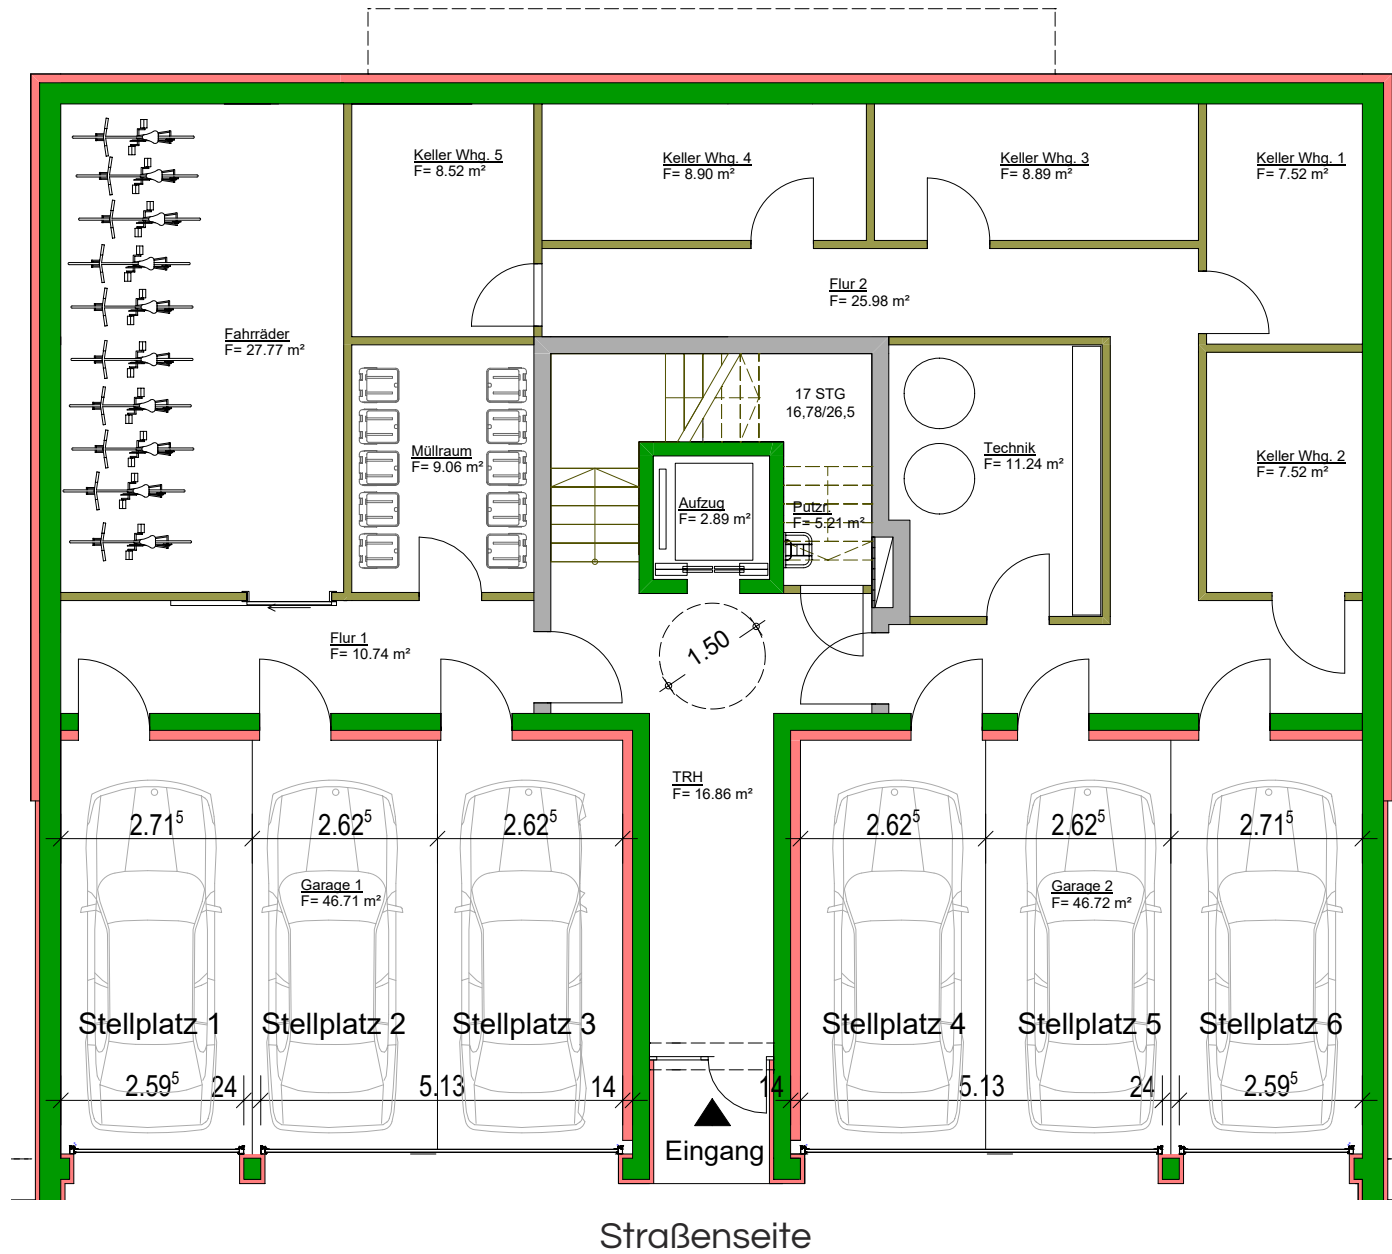 Keller Whg. 5
F= 8.52 m²
Keller Whg. 4
F= 8.90 m²
Keller Whg. 3
F= 8.89 m²
Keller Whg. 1
F= 7.52 m²
Flur 2
F= 25.98 m²
Fahrräder
F= 27.77 m²
17 STG
16,78/26,5
Müllraum
F= 9.06 m²
Technik
F= 11.24 m²
Keller Whg. 2
F= 7.52 m²
Aufzug
F= 2.89 m²
Putzr.
F= 5.21 m²
Flur 1
F= 10.74 m²
1.50
TRH
F= 16.86 m²
2.71⁵ 2.62⁵ 2.62⁵ 2.62⁵ 2.62⁵ 2.71⁵
Garage 1
F= 46.71 m²
Garage 2
F= 46.72 m²
Stellplatz 1 Stellplatz 2 Stellplatz 3 Stellplatz 4 Stellplatz 5 Stellplatz 6
2.59⁵ 24 5.13 14 14 5.13 24 2.59⁵
Eingang
Straßenseite